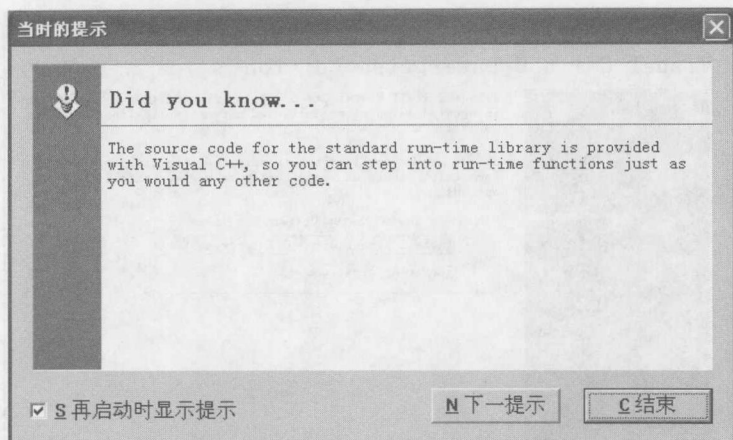 当时的提示
Did you know...
The source code for the standard run-time library is provided
with Visual C++, so you can step into run-time functions just as
you would any other code.
S 再启动时显示提示
N 下一提示
C 结束